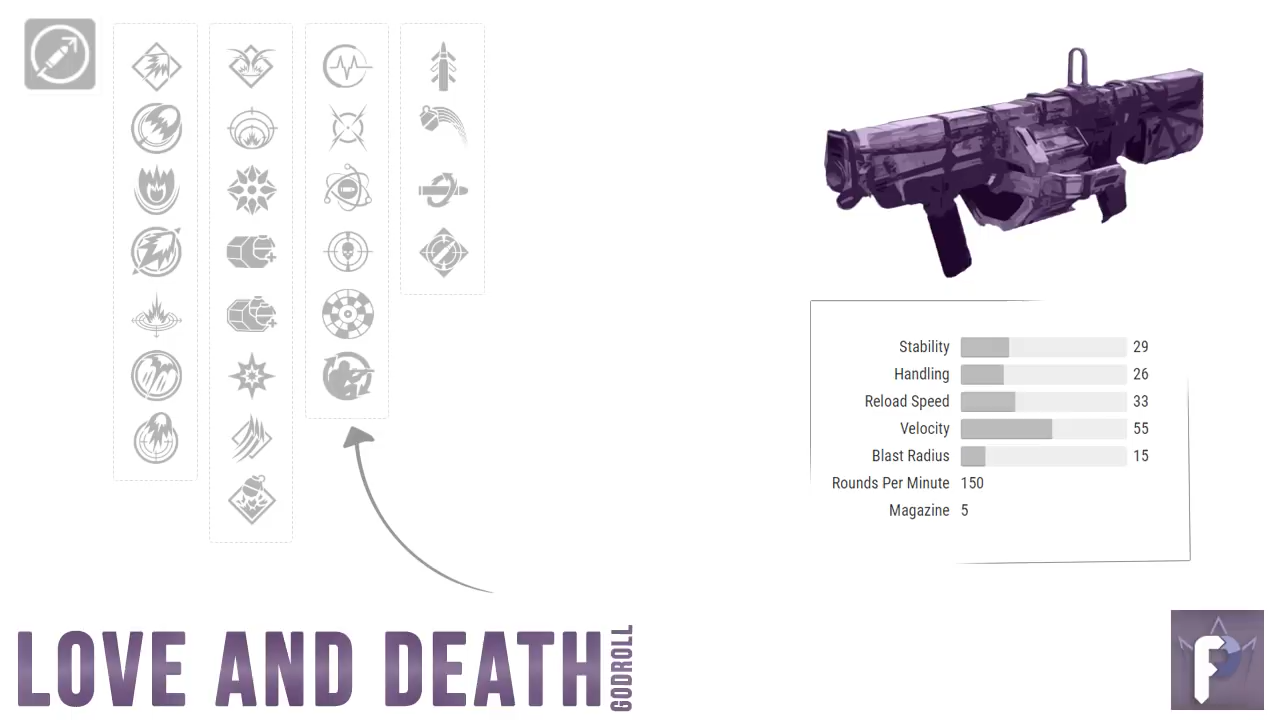 Stability 29
Handling 26
Reload Speed 33
Velocity 55
Blast Radius 15
Rounds Per Minute 150
Magazine 5
LOVE AND DEATH
GODROLL